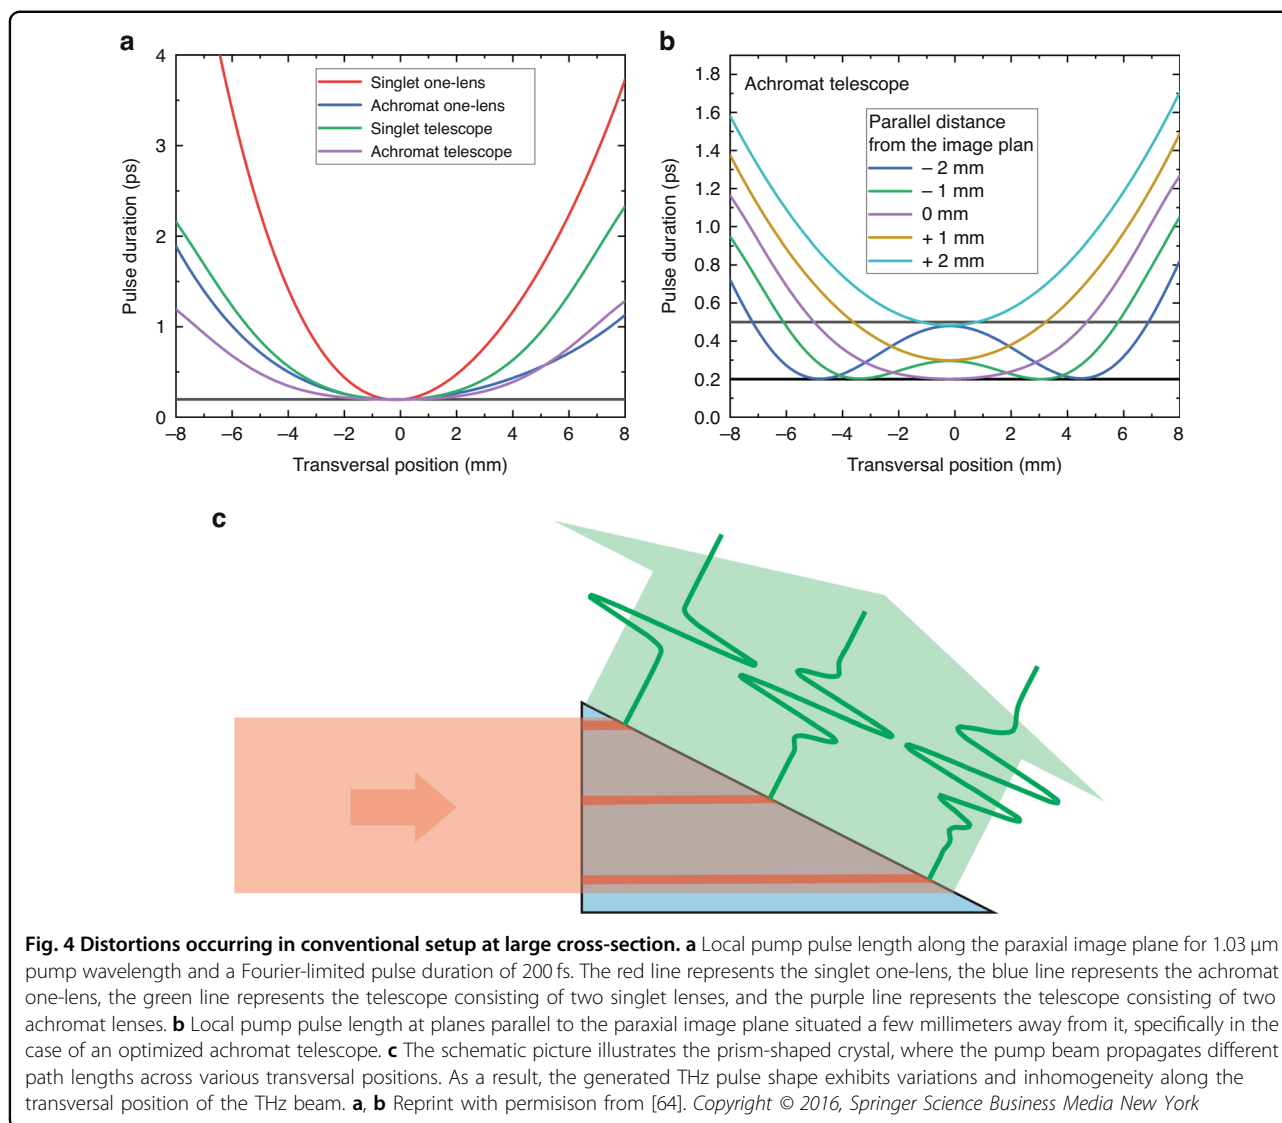 a
4
3
2
1
0
Pulse duration (ps)
Singlet one-lens
Achromat one-lens
Singlet telescope
Achromat telescope
−8 −6 −4 −2 0 2 4 6 8
Transversal position (mm)
b
1.8
1.6
1.4
1.2
1.0
0.8
0.6
0.4
0.2
0.0
Pulse duration (ps)
Achromat telescope
Parallel distance
from the image plan
– 2 mm
– 1 mm
0 mm
+ 1 mm
+ 2 mm
−8 −6 −4 −2 0 2 4 6 8
Transversal position (mm)
c
Fig. 4 Distortions occurring in conventional setup at large cross-section. a Local pump pulse length along the paraxial image plane for 1.03 µm
pump wavelength and a Fourier-limited pulse duration of 200 fs. The red line represents the singlet one-lens, the blue line represents the achromat
one-lens, the green line represents the telescope consisting of two singlet lenses, and the purple line represents the telescope consisting of two
achromat lenses. b Local pump pulse length at planes parallel to the paraxial image plane situated a few millimeters away from it, specifically in the
case of an optimized achromat telescope. c The schematic picture illustrates the prism-shaped crystal, where the pump beam propagates different
path lengths across various transversal positions. As a result, the generated THz pulse shape exhibits variations and inhomogeneity along the
transversal position of the THz beam. a, b Reprint with permisison from [64]. Copyright © 2016, Springer Science Business Media New York